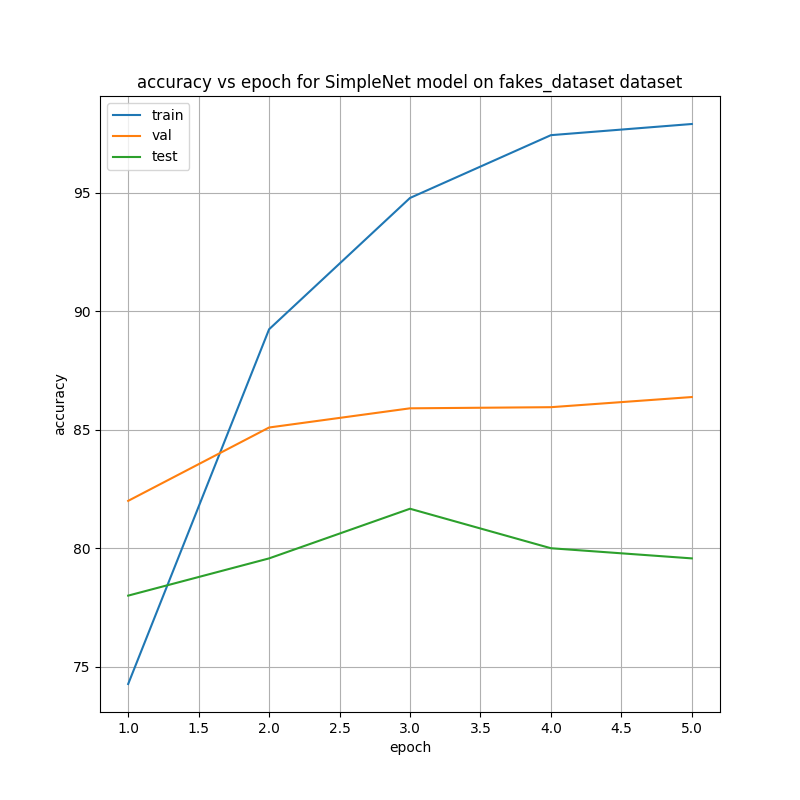 accuracy vs epoch for SimpleNet model on fakes_dataset dataset
train
val
test
95
90
85
80
75
accuracy
1.0 1.5 2.0 2.5 3.0 3.5 4.0 4.5 5.0
epoch